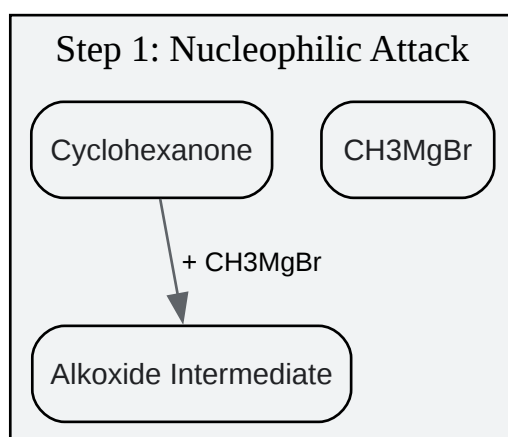 Step 1: Nucleophilic Attack
Cyclohexanone
CH3MgBr
+ CH3MgBr
Alkoxide Intermediate